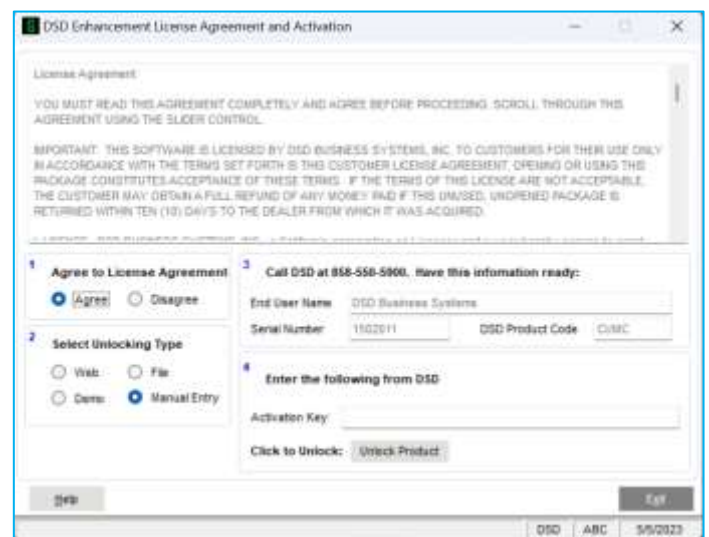 DSD Enhancement License Agreement and Activation
License Agreement
YOU MUST READ THIS AGREEMENT COMPLETELY AND AGREE BEFORE PROCEEDING. SCROLL THROUGH THIS
AGREEMENT USING THE SLIDER CONTROL.
IMPORTANT: THIS SOFTWARE IS LICENSED BY DSD BUSINESS SYSTEMS, INC. TO CUSTOMERS FOR THEIR USE ONLY
IN ACCORDANCE WITH THE TERMS SET FORTH IS THIS CUSTOMER LICENSE AGREEMENT, OPENING OR USING THIS
PACKAGE CONSTITUTES ACCEPTANCE OF THESE TERMS. IF THE TERMS OF THIS LICENSE ARE NOT ACCEPTABLE,
THE CUSTOMER MAY OBTAIN A FULL REFUND OF ANY MONEY PAID IF THIS UNUSED, UNOPENED PACKAGE IS
RETURNED WITHIN TEN (10) DAYS TO THE DEALER FROM WHICH IT WAS ACQUIRED.
1 Agree to License Agreement
Agree Disagree
2 Select Unlocking Type
Web File
Demo Manual Entry
3 Call DSD at 858-550-5900. Have this infomation ready:
End User Name DSD Business Systems
Serial Number 1502011 DSD Product Code
4 Enter the following from DSD
Activation Key
Click to Unlock: Unlock Product
Help Exit
DSD ABC 5/5/2023